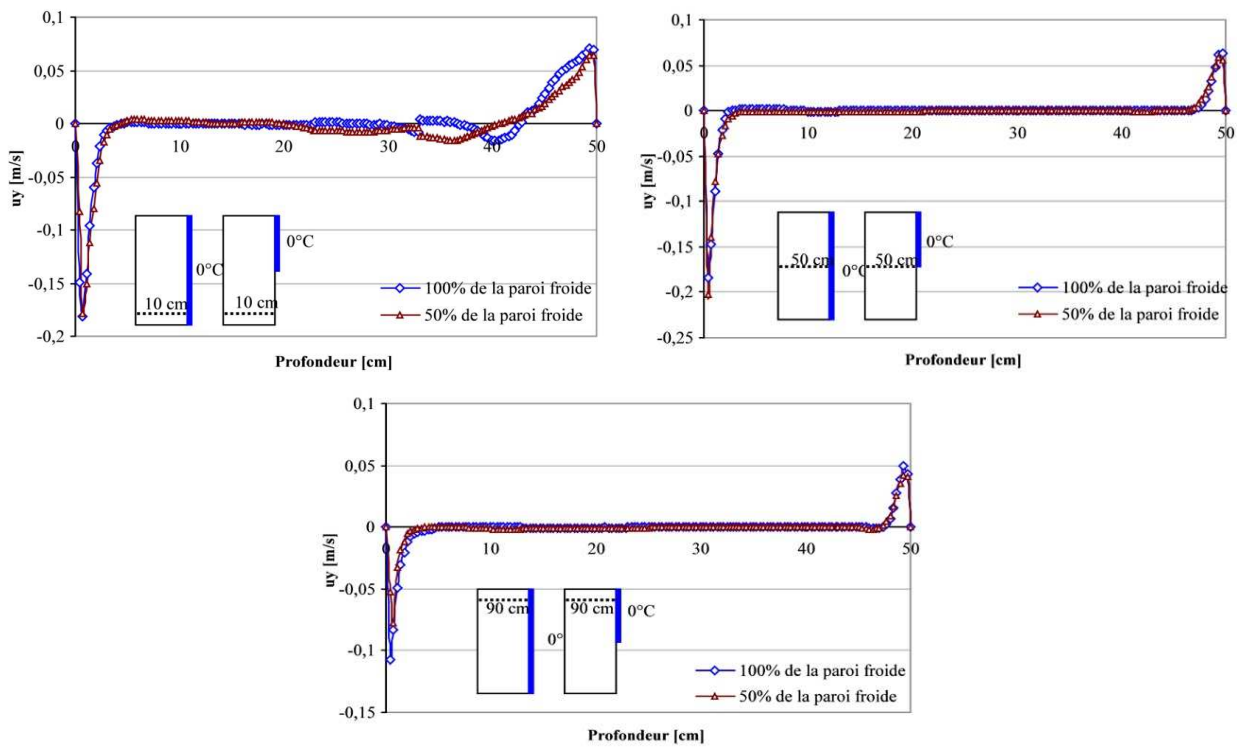 0,1
0,05
0
-0,05
-0,1
-0,15
-0,2
0
10
20
30
40
50
uy [m/s]
Profondeur [cm]
0°C
0°C
10 cm
10 cm
100% de la paroi froide
50% de la paroi froide
0,1
0,05
0
-0,05
-0,1
-0,15
-0,2
-0,25
0
10
20
30
40
50
uy [m/s]
Profondeur [cm]
0°C
50 cm
50 cm
0°C
100% de la paroi froide
50% de la paroi froide
0,1
0,05
0
-0,05
-0,1
-0,15
0
10
20
30
40
50
uy [m/s]
Profondeur [cm]
90 cm
90 cm
0°C
0°
100% de la paroi froide
50% de la paroi froide